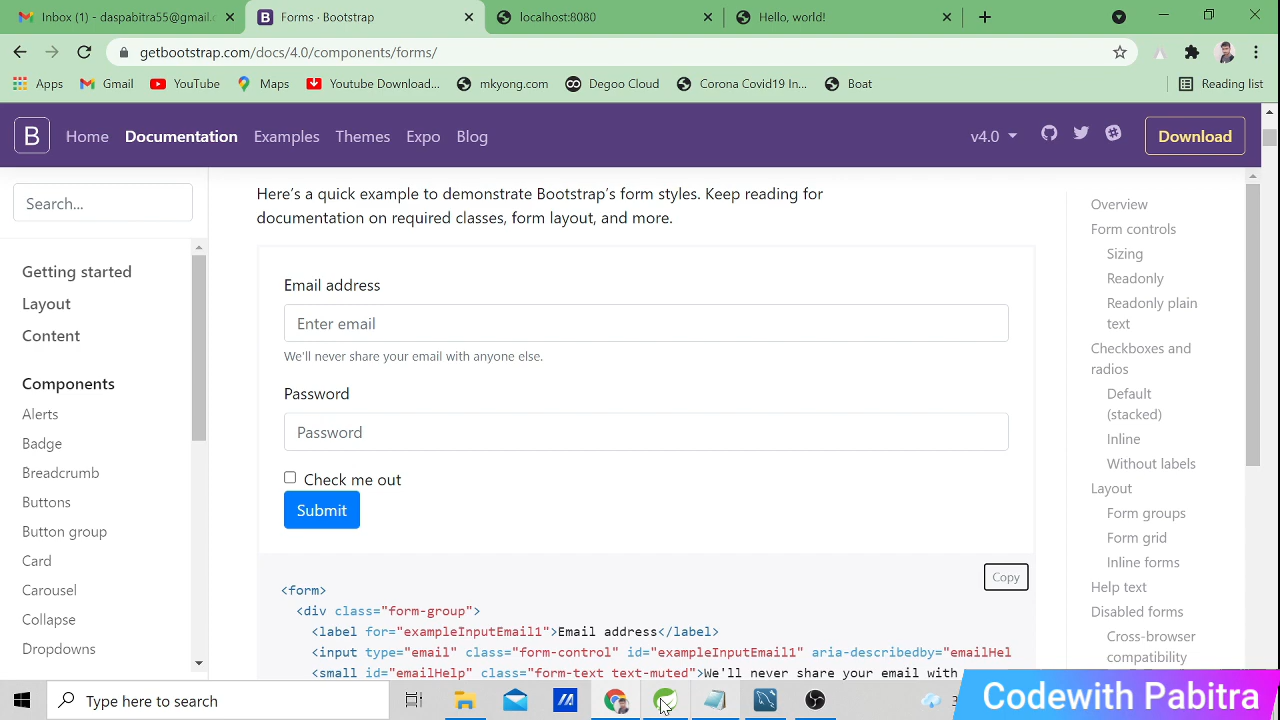 Inbox (1) - daspabitra55@gmail.c
Forms · Bootstrap
localhost:8080
Hello, world!
getbootstrap.com/docs/4.0/components/forms/
Apps
Gmail
YouTube
Maps
Youtube Download...
mkyong.com
Degoo Cloud
Corona Covid19 In...
Boat
Reading list
B
Home
Documentation
Examples
Themes
Expo
Blog
v4.0
Download
Search...
Getting started
Layout
Content
Components
Alerts
Badge
Breadcrumb
Buttons
Button group
Card
Carousel
Collapse
Dropdowns
Here's a quick example to demonstrate Bootstrap's form styles. Keep reading for
documentation on required classes, form layout, and more.
Email address
Enter email
We'll never share your email with anyone else.
Password
Password
Check me out
Submit
Copy
<form>
<div class="form-group">
<label for="exampleInputEmail1">Email address</label>
<input type="email" class="form-control" id="exampleInputEmail1" aria-describedby="emailHel
<small id="emailHelp" class="form-text text-muted">We'll never share your email with
Overview
Form controls
Sizing
Readonly
Readonly plain
text
Checkboxes and
radios
Default
(stacked)
Inline
Without labels
Layout
Form groups
Form grid
Inline forms
Help text
Disabled forms
Cross-browser
compatibility
Type here to search
Codewith Pabitra